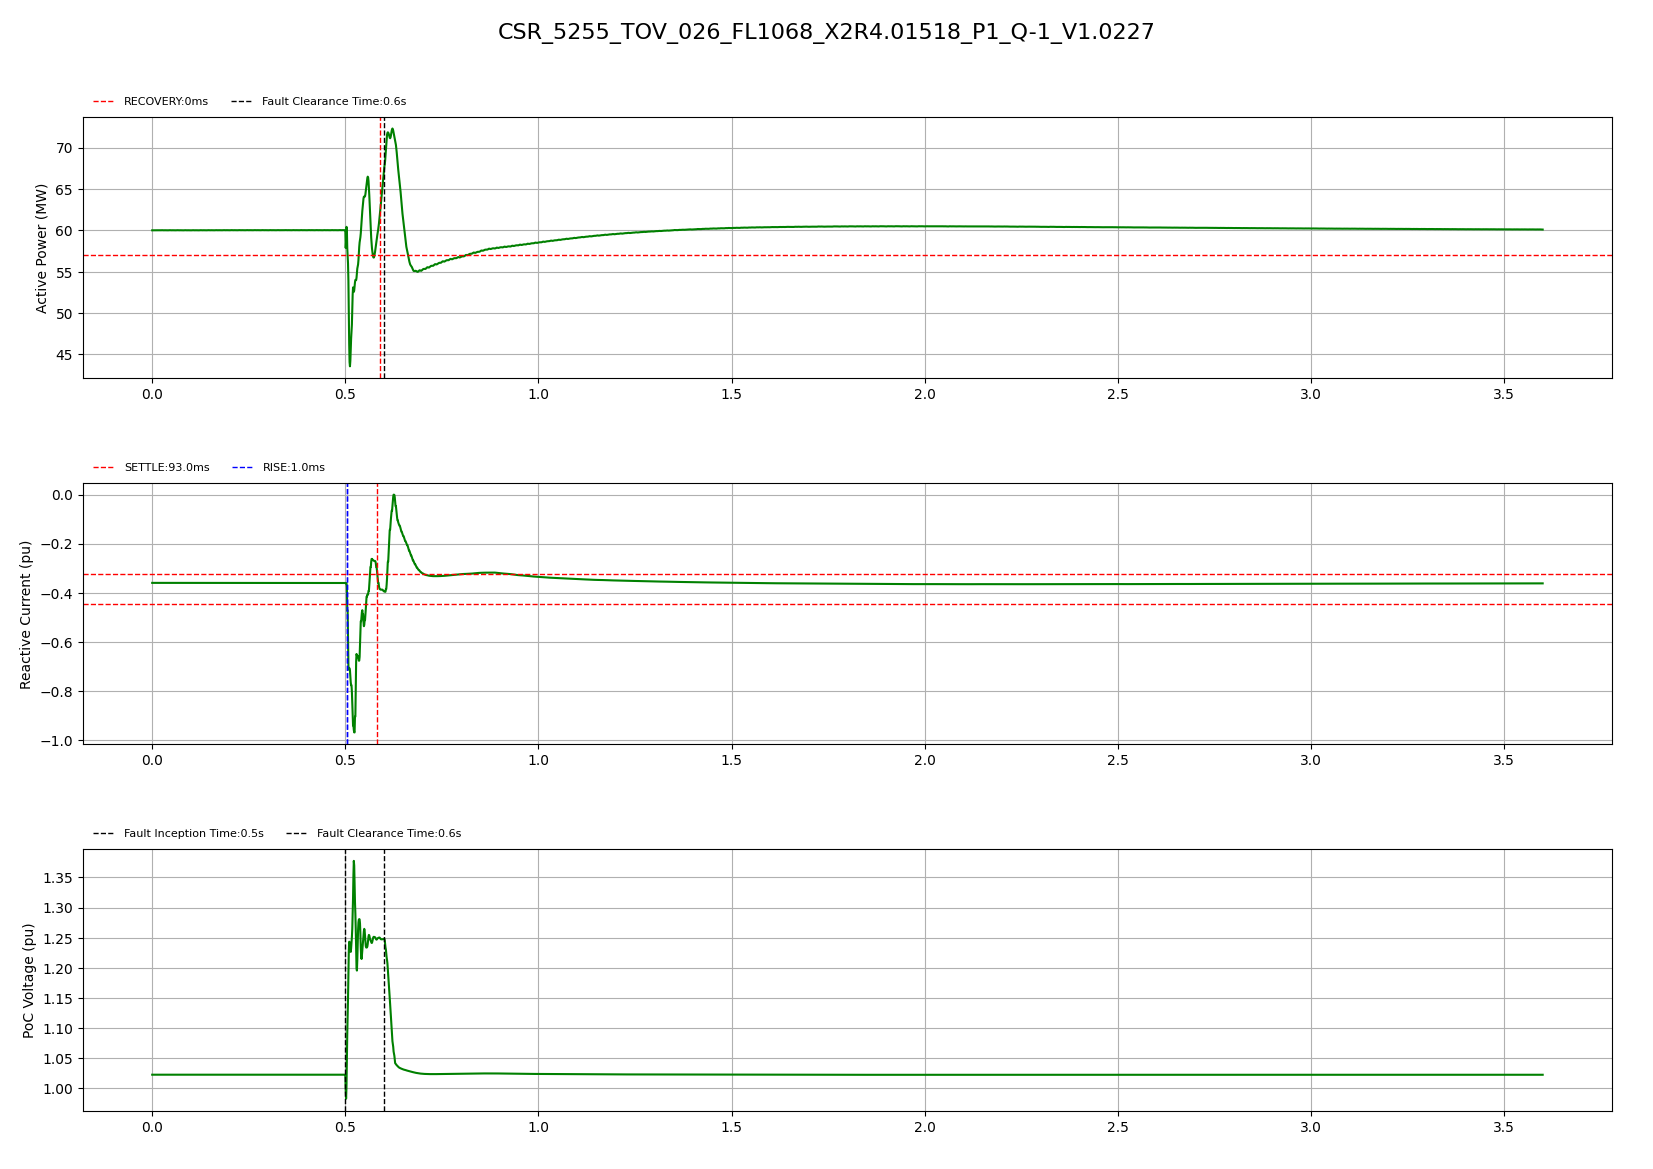 CSR_5255_TOV_026_FL1068_X2R4.01518_P1_Q-1_V1.0227
RECOVERY:0ms Fault Clearance Time:0.6s
Active Power (MW)
70
65
60
55
50
45
0.0 0.5 1.0 1.5 2.0 2.5 3.0 3.5
SETTLE:93.0ms RISE:1.0ms
Reactive Current (pu)
0.0
−0.2
−0.4
−0.6
−0.8
−1.0
0.0 0.5 1.0 1.5 2.0 2.5 3.0 3.5
Fault Inception Time:0.5s Fault Clearance Time:0.6s
PoC Voltage (pu)
1.35
1.30
1.25
1.20
1.15
1.10
1.05
1.00
0.0 0.5 1.0 1.5 2.0 2.5 3.0 3.5